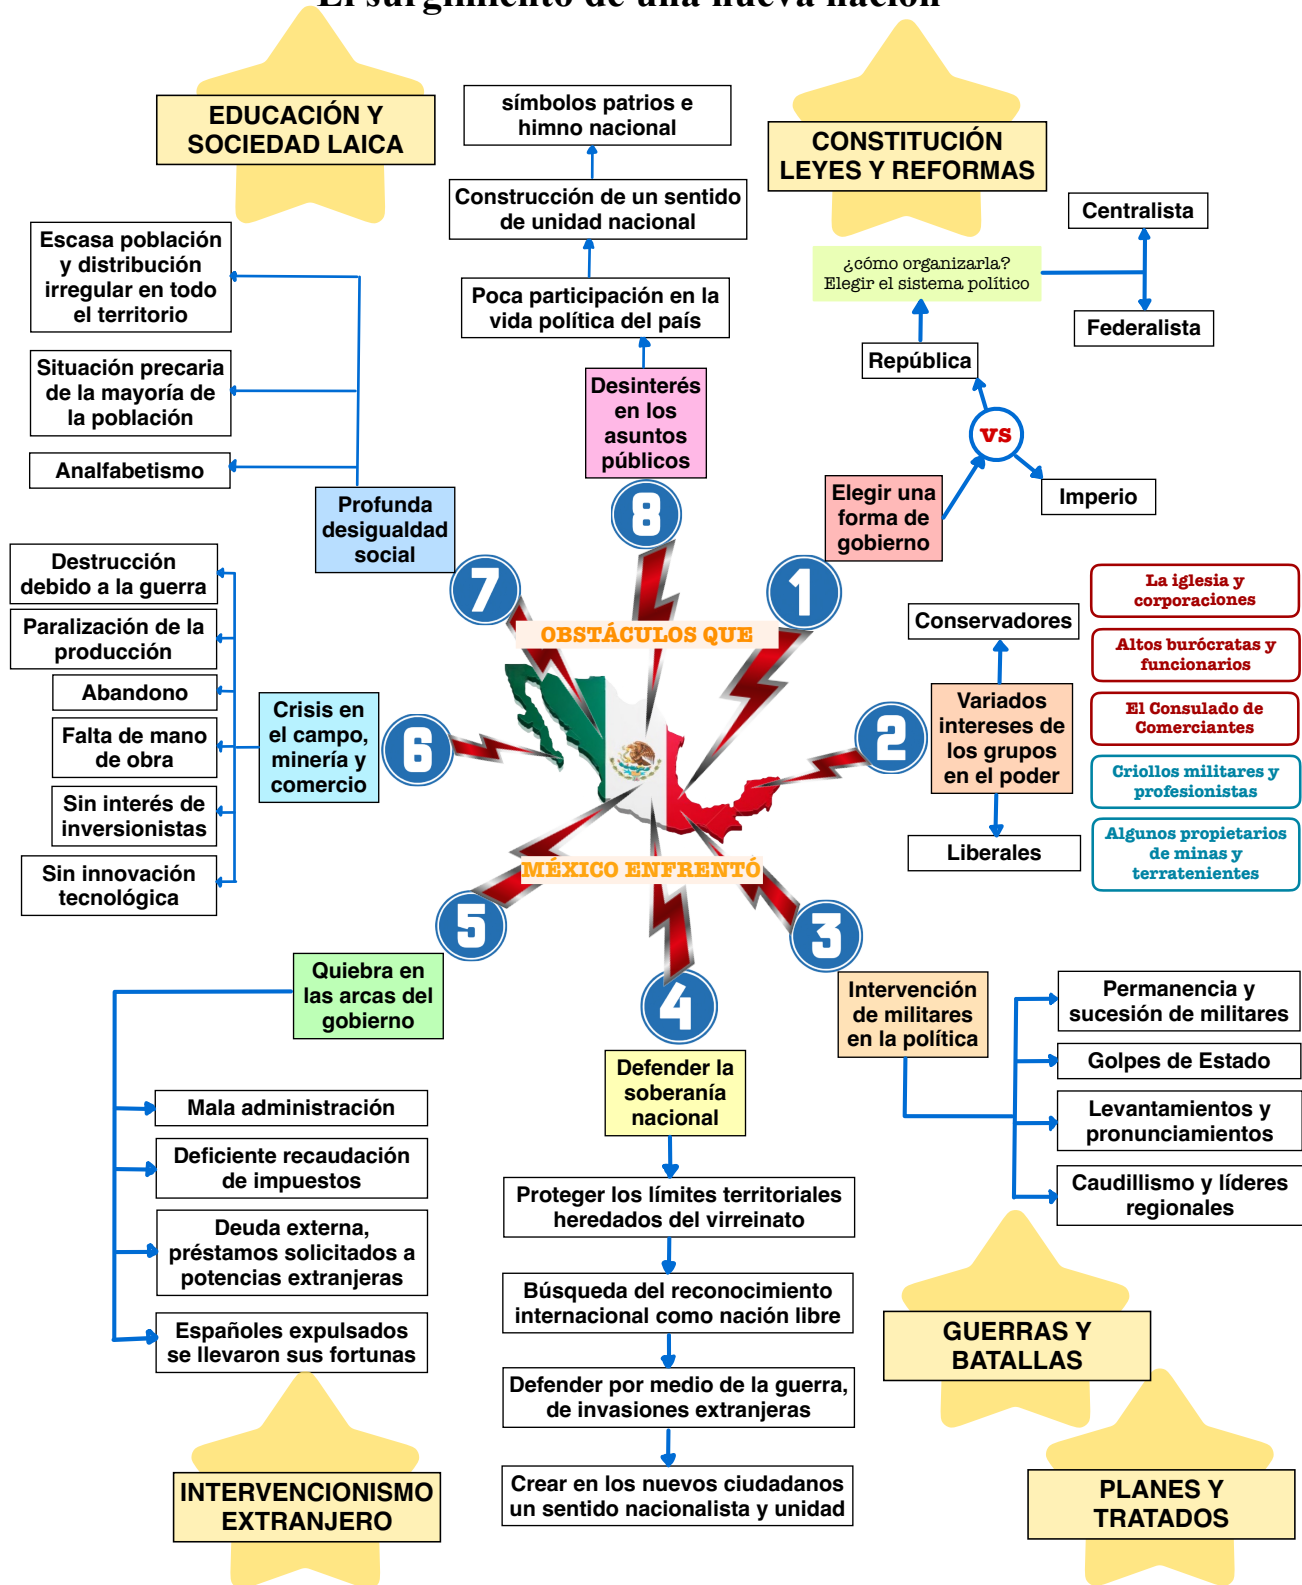 El surgimiento de una nueva nación
EDUCACIÓN Y
SOCIEDAD LAICA
símbolos patrios e
himno nacional
Construcción de un sentido
de unidad nacional
Poca participación en la
vida política del país
Desinterés
en los
asuntos
públicos
8
CONSTITUCIÓN
LEYES Y REFORMAS
Centralista
¿cómo organizarla?
Elegir el sistema político
Federalista
República
VS
Imperio
Elegir una
forma de
gobierno
1
Escasa población
y distribución
irregular en todo
el territorio
Situación precaria
de la mayoría de
la población
Analfabetismo
Profunda
desigualdad
social
7
OBSTÁCULOS QUE
MÉXICO ENFRENTÓ
Conservadores
Variados
intereses de
los grupos
en el poder
2
Liberales
La iglesia y
corporaciones
Altos burócratas y
funcionarios
El Consulado de
Comerciantes
Criollos militares y
profesionistas
Algunos propietarios
de minas y
terratenientes
Destrucción
debido a la guerra
Paralización de la
producción
Abandono
Falta de mano
de obra
Sin interés de
inversionistas
Sin innovación
tecnológica
Crisis en
el campo,
minería y
comercio
6
5
Quiebra en
las arcas del
gobierno
Mala administración
Deficiente recaudación
de impuestos
Deuda externa,
préstamos solicitados a
potencias extranjeras
Españoles expulsados
se llevaron sus fortunas
4
Defender la
soberanía
nacional
Proteger los límites territoriales
heredados del virreinato
Búsqueda del reconocimiento
internacional como nación libre
Defender por medio de la guerra,
de invasiones extranjeras
Crear en los nuevos ciudadanos
un sentido nacionalista y unidad
3
Intervención
de militares
en la política
Permanencia y
sucesión de militares
Golpes de Estado
Levantamientos y
pronunciamientos
Caudillismo y líderes
regionales
GUERRAS Y
BATALLAS
INTERVENCIONISMO
EXTRANJERO
PLANES Y
TRATADOS